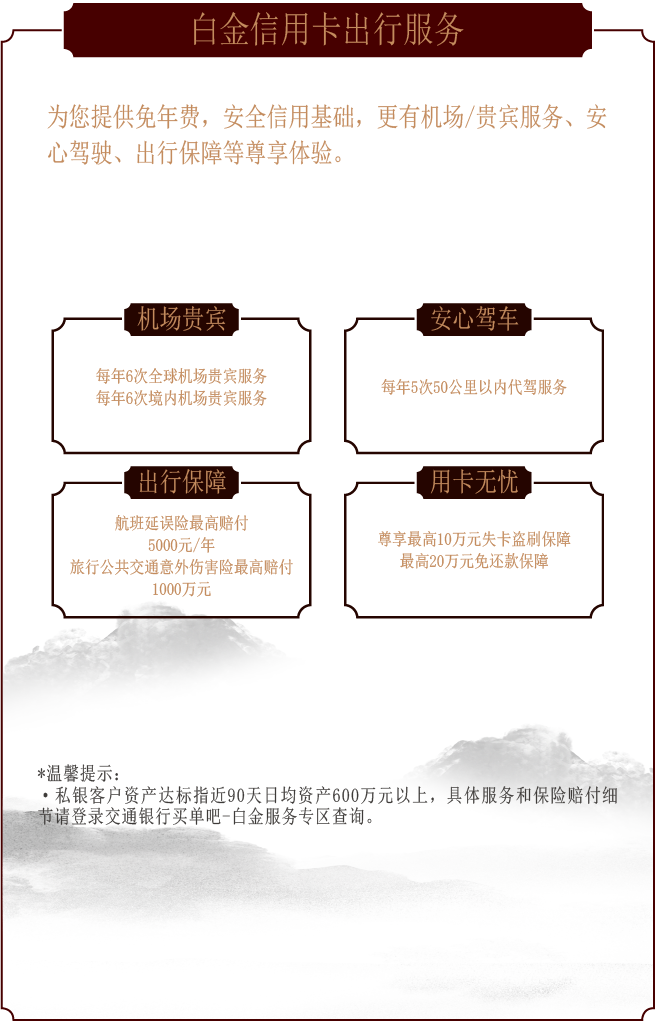 白金信用卡出行服务
为您提供免年费，安全信用基础，更有机场/贵宾服务、安
心驾驶、出行保障等尊享体验。
机场贵宾
每年6次全球机场贵宾服务
每年6次境内机场贵宾服务
安心驾车
每年5次50公里以内代驾服务
出行保障
航班延误险最高赔付
5000元/年
旅行公共交通意外伤害险最高赔付
1000万元
用卡无忧
尊享最高10万元失卡盗刷保障
最高20万元免还款保障
*温馨提示：
·私银客户资产达标指近90天日均资产600万元以上，具体服务和保险赔付细
节请登录交通银行买单吧-白金服务专区查询。